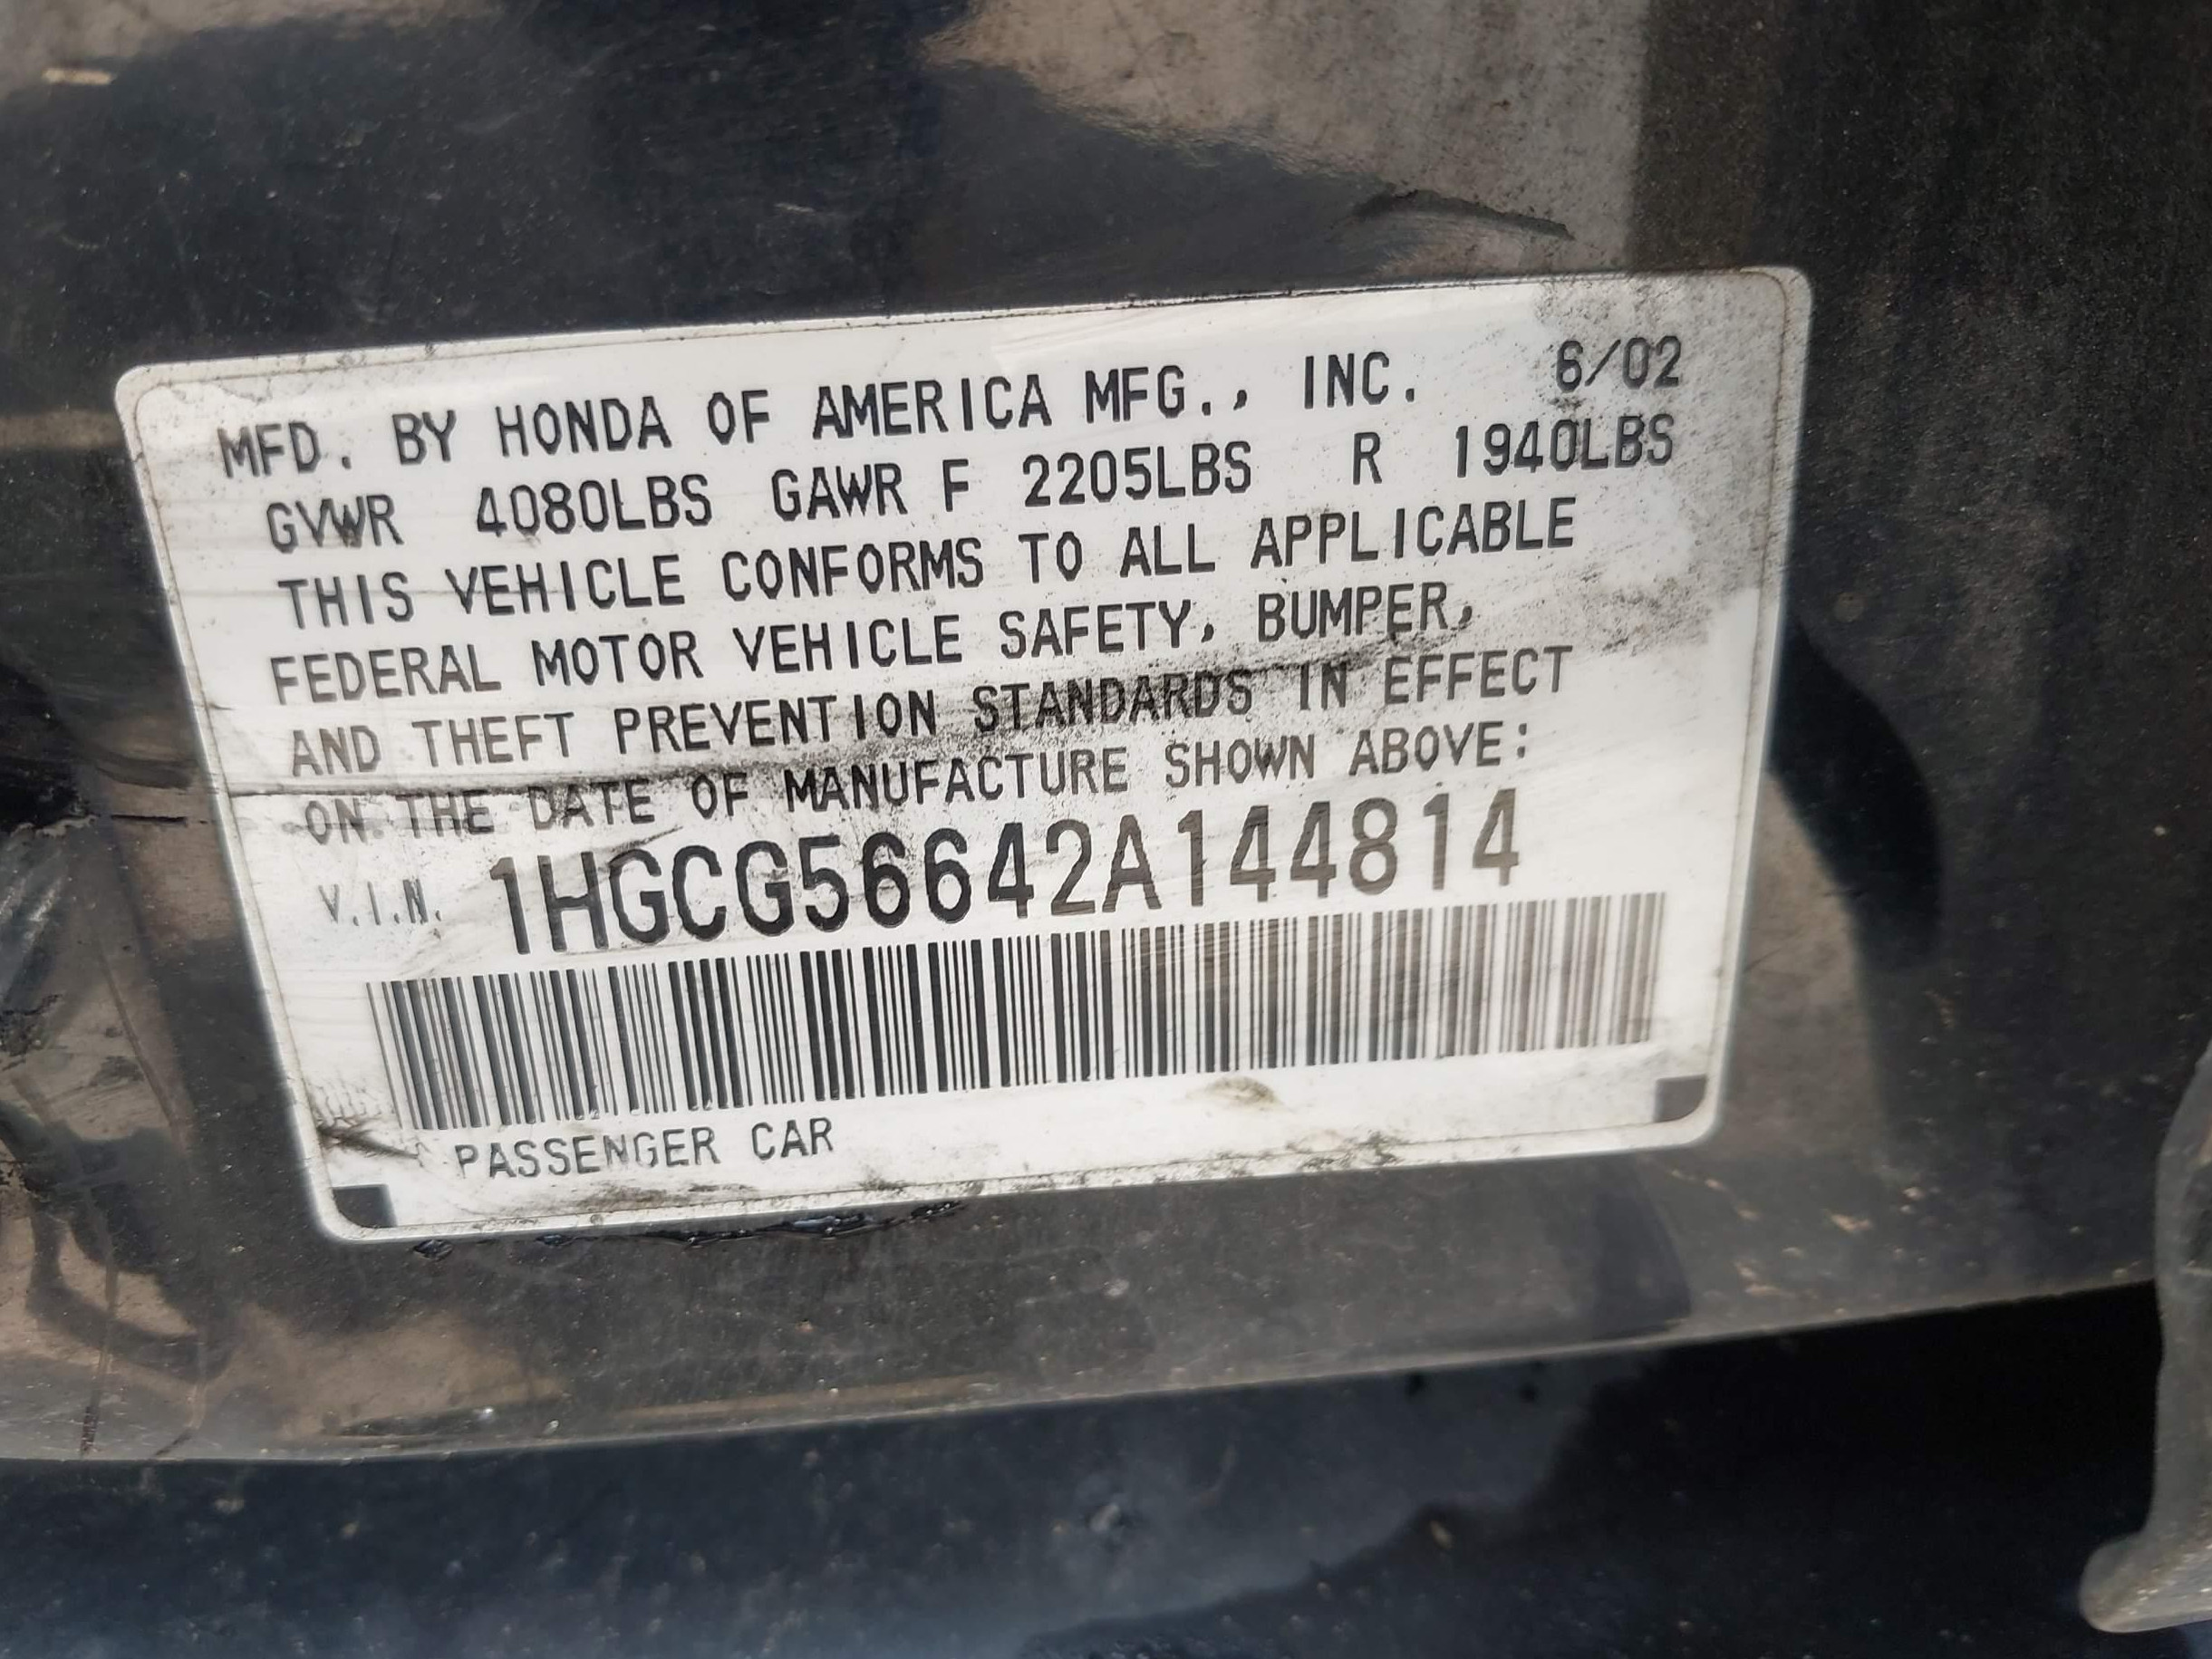 MFD. BY HONDA OF AMERICA MFG., INC. 6/02
GVWR 4080LBS GAWR F 2205LBS R 1940LBS
THIS VEHICLE CONFORMS TO ALL APPLICABLE
FEDERAL MOTOR VEHICLE SAFETY, BUMPER,
AND THEFT PREVENTION STANDARDS IN EFFECT
ON THE DATE OF MANUFACTURE SHOWN ABOVE:
V.I.N. 1HGCG56642A144814
PASSENGER CAR